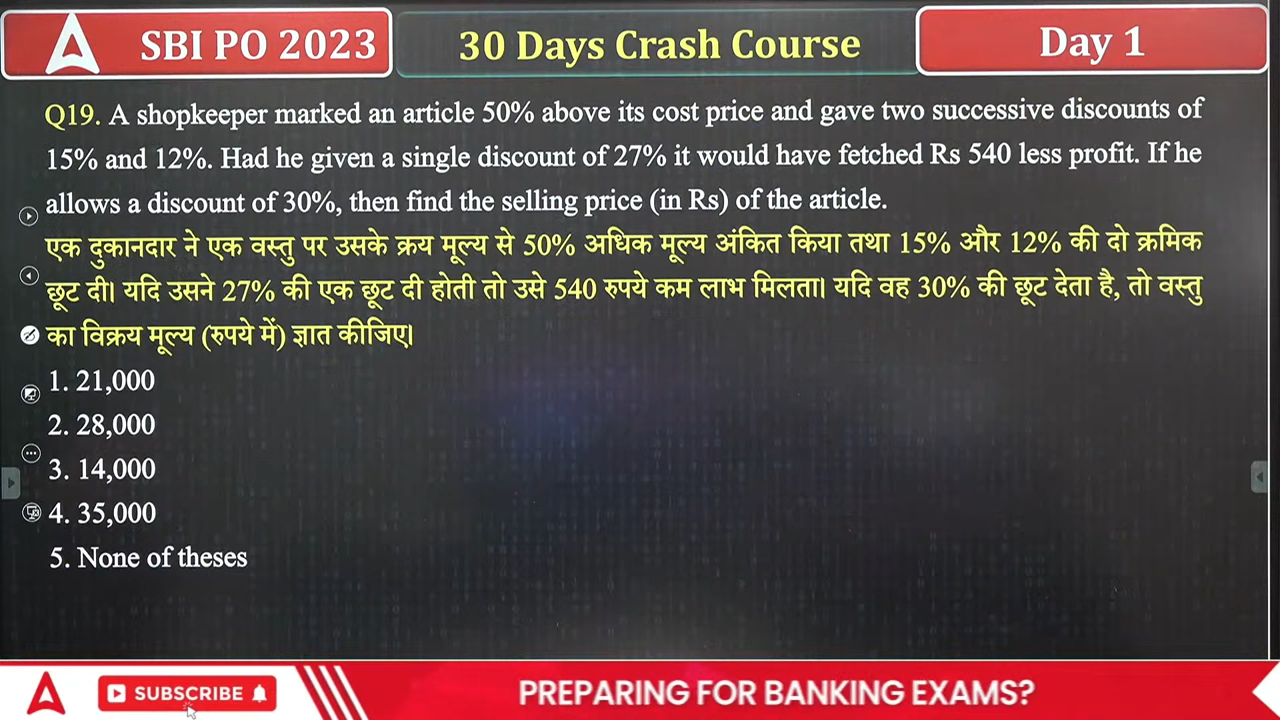 SBI PO 2023
30 Days Crash Course
Day 1
Q19. A shopkeeper marked an article 50% above its cost price and gave two successive discounts of
15% and 12%. Had he given a single discount of 27% it would have fetched Rs 540 less profit. If he
allows a discount of 30%, then find the selling price (in Rs) of the article.
एक दुकानदार ने एक वस्तु पर उसके क्रय मूल्य से 50% अधिक मूल्य अंकित किया तथा 15% और 12% की दो क्रमिक
छूट दी। यदि उसने 27% की एक छूट दी होती तो उसे 540 रुपये कम लाभ मिलता। यदि वह 30% की छूट देता है, तो वस्तु
का विक्रय मूल्य (रुपये में) ज्ञात कीजिए।
1. 21,000
2. 28,000
3. 14,000
4. 35,000
5. None of theses
SUBSCRIBE
PREPARING FOR BANKING EXAMS?